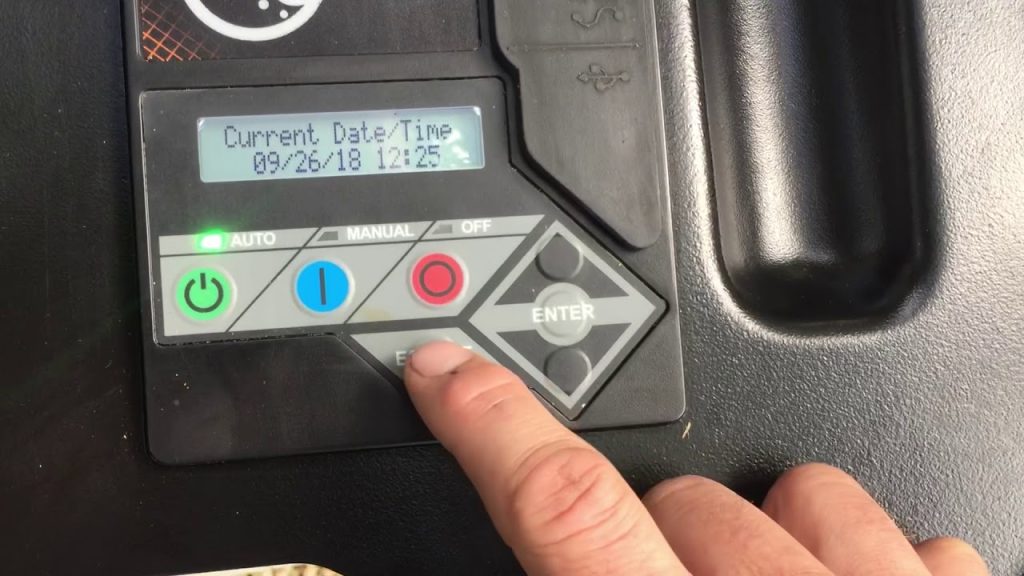 Current Date/Time
09/26/18 12:25
AUTO
MANUAL
OFF
ENTER